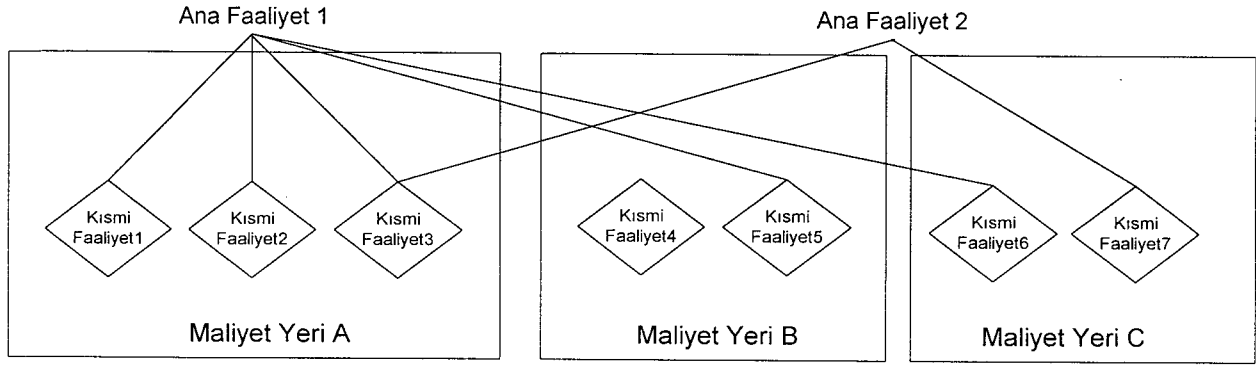 Ana Faaliyet 1
Ana Faaliyet 2
Kısmi
Faaliyet1
Kısmi
Faaliyet2
Kısmi
Faaliyet3
Kısmi
Faaliyet4
Kısmi
Faaliyet5
Kısmi
Faaliyet6
Kısmi
Faaliyet7
Maliyet Yeri A
Maliyet Yeri B
Maliyet Yeri C